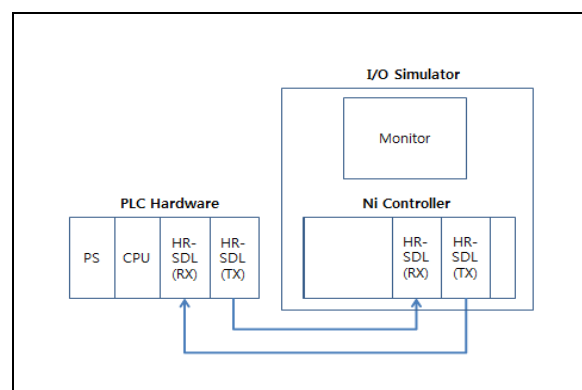 I/O Simulator
Monitor
PLC Hardware
Ni Controller
PS
CPU
HR-
SDL
(RX)
HR-
SDL
(TX)
HR-
SDL
(RX)
HR-
SDL
(TX)